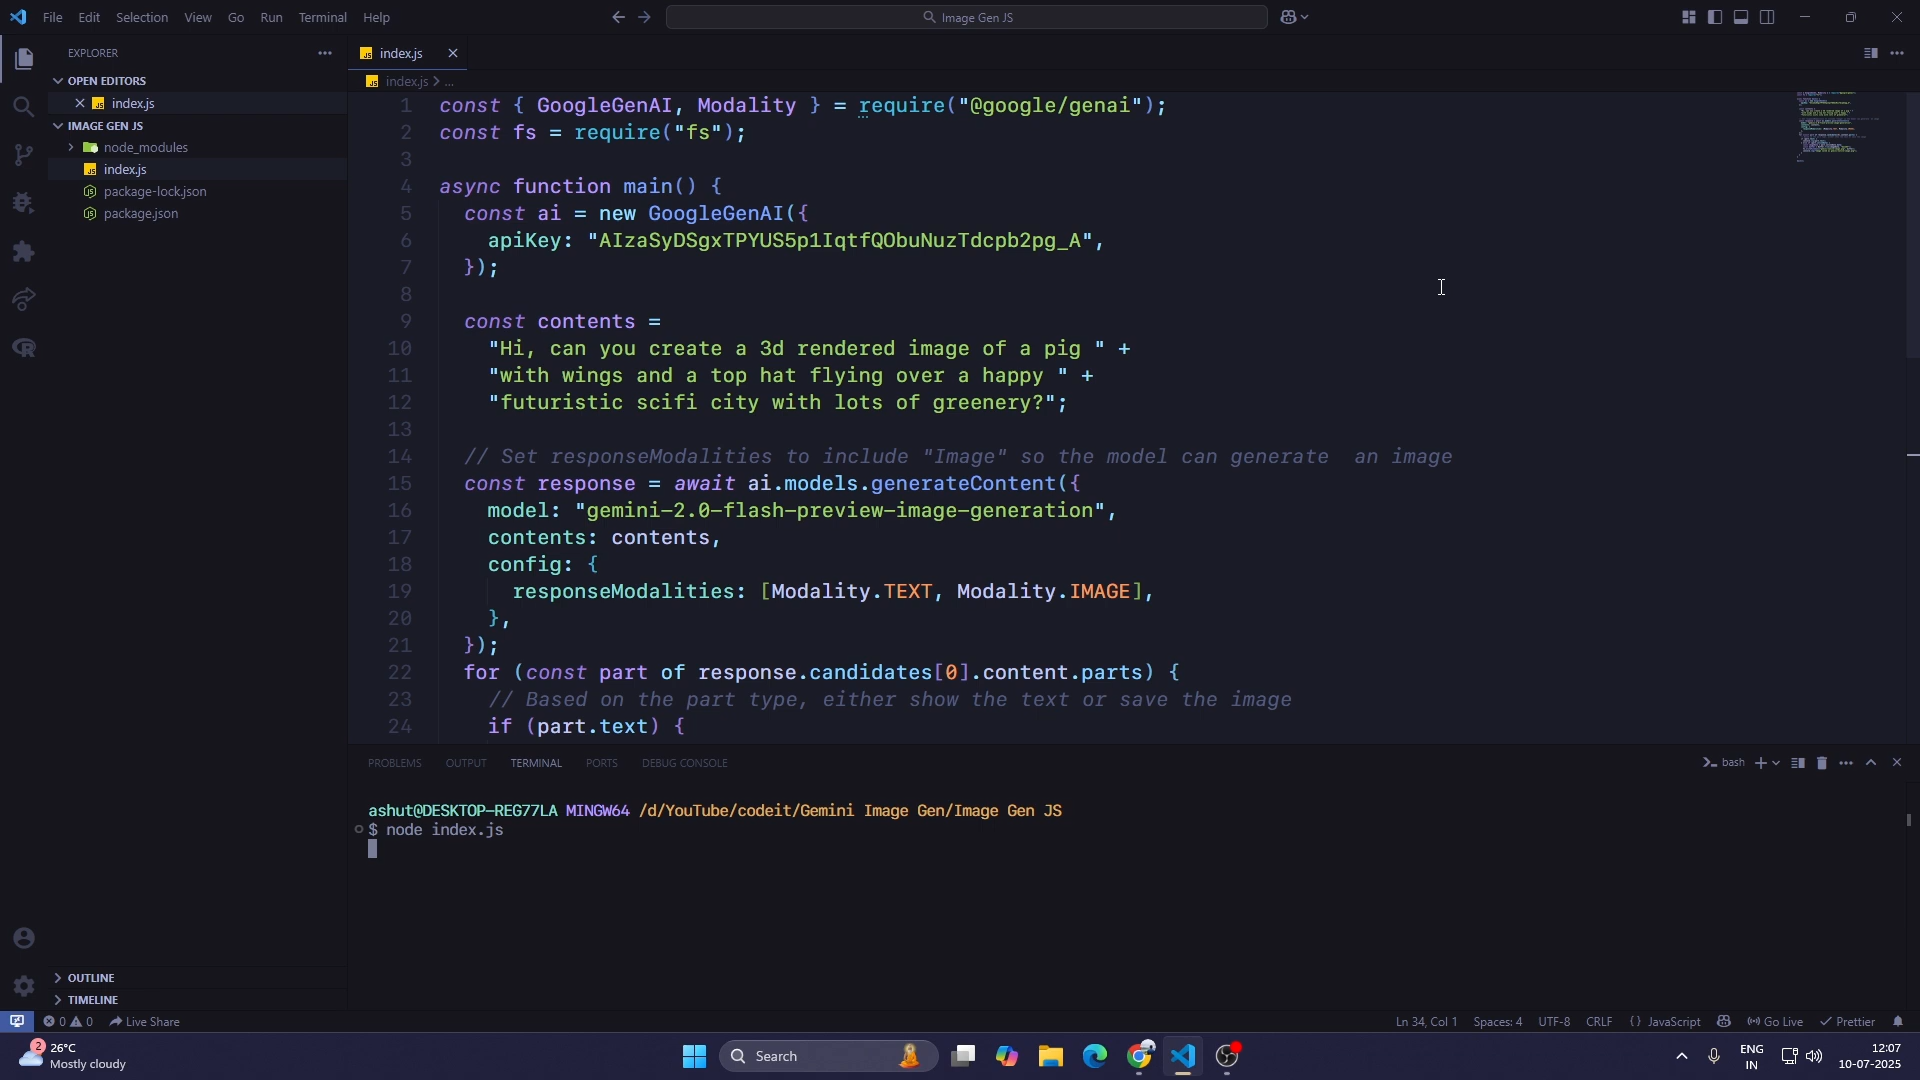 File Edit Selection View Go Run Terminal Help
Image Gen JS
EXPLORER
OPEN EDITORS
index.js
IMAGE GEN JS
node_modules
index.js
package-lock.json
package.json
OUTLINE
TIMELINE
index.js
index.js > ...
1 const { GoogleGenAI, Modality } = require("@google/genai");
2 const fs = require("fs");
3
4 async function main() {
5 const ai = new GoogleGenAI({
6 apiKey: "AIzaSyDSgxTPYUS5p1IqtfQObuNuzTdcpb2pg_A",
7 });
8
9 const contents =
10 "Hi, can you create a 3d rendered image of a pig " +
11 "with wings and a top hat flying over a happy " +
12 "futuristic scifi city with lots of greenery?";
13
14 // Set responseModalities to include "Image" so the model can generate  an image
15 const response = await ai.models.generateContent({
16 model: "gemini-2.0-flash-preview-image-generation",
17 contents: contents,
18 config: {
19 responseModalities: [Modality.TEXT, Modality.IMAGE],
20 },
21 });
22 for (const part of response.candidates[0].content.parts) {
23 // Based on the part type, either show the text or save the image
24 if (part.text) {
PROBLEMS OUTPUT TERMINAL PORTS DEBUG CONSOLE
bash
ashut@DESKTOP-REG77LA MINGW64 /d/YouTube/codeit/Gemini Image Gen/Image Gen JS
$ node index.js
0 0 Live Share
Ln 34, Col 1 Spaces: 4 UTF-8 CRLF {} JavaScript Go Live Prettier
2
26°C
Mostly cloudy
Search
ENG
IN
12:07
10-07-2025